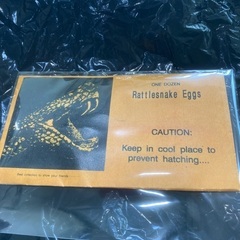 ONE DOZEN
Rattlesnake Eggs
CAUTION:
Keep in cool place to
prevent hatching....